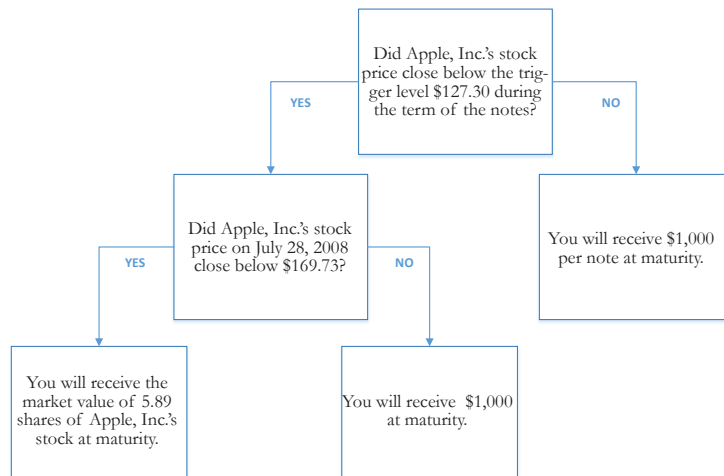 Did Apple, Inc.'s stock
price close below the trig-
ger level $127.30 during
the term of the notes?
YES
NO
Did Apple, Inc.'s stock
price on July 28, 2008
close below $169.73?
You will receive $1,000
per note at maturity.
YES
NO
You will receive the
market value of 5.89
shares of Apple, Inc.'s
stock at maturity.
You will receive $1,000
at maturity.